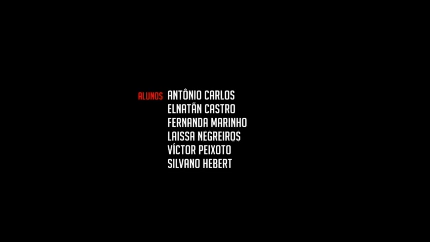 ALUNOS ANTÔNIO CARLOS
ELNATÃN CASTRO
FERNANDA MARINHO
LAISSA NEGREIROS
VÍCTOR PEIXOTO
SILVANO HEBERT